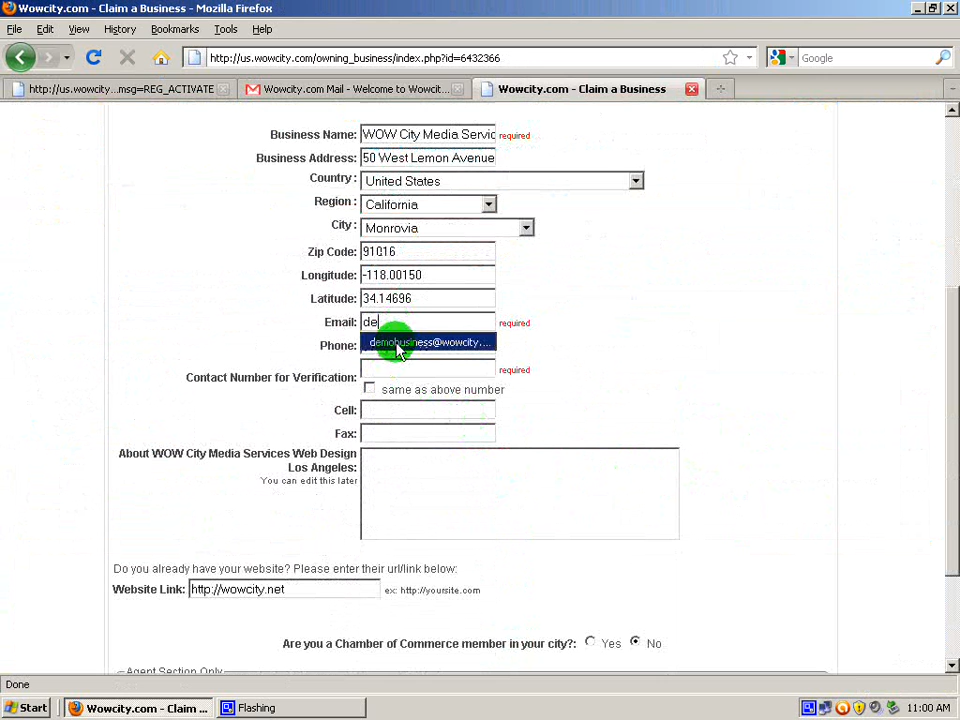 Wowcity.com - Claim a Business - Mozilla Firefox
File Edit View History Bookmarks Tools Help
http://us.wowcity.com/owning_business/index.php?id=6432366
Google
http://us.wowcity....msg=REG_ACTIVATE
Wowcity.com Mail - Welcome to Wowcit...
Wowcity.com - Claim a Business
Business Name: WOW City Media Servic required
Business Address: 50 West Lemon Avenue
Country : United States
Region : California
City : Monrovia
Zip Code: 91016
Longitude: -118.00150
Latitude: 34.14696
Email: de required
demobusiness@wowcity....
Phone:
required
Contact Number for Verification:
same as above number
Cell:
Fax:
About WOW City Media Services Web Design
Los Angeles:
You can edit this later
Do you already have your website? Please enter their url/link below:
Website Link: http://wowcity.net ex: http://yoursite.com
Are you a Chamber of Commerce member in your city?: Yes No
Agent Section Only
Done
Start Wowcity.com - Claim ... Flashing 11:00 AM